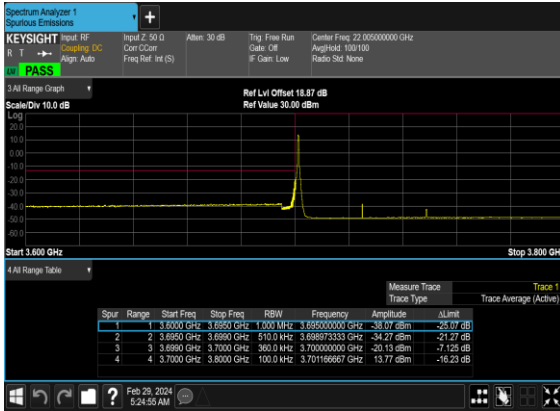 Spectrum Analyzer 1
Spurious Emissions
+
KEYSIGHT Input: RF Input Z: 50 Ω Atten: 30 dB Trig: Free Run Center Freq: 22.005000000 GHz
R T Coupling: DC Corr CCorr Gate: Off Avg|Hold: 100/100
Align: Auto Freq Ref: Int (S) IF Gain: Low Radio Std: None
PASS
3 All Range Graph
Ref Lvl Offset 18.87 dB
Scale/Div 10.0 dB Ref Value 30.00 dBm
Log
20.0
10.0
0.00
-10.0
-20.0
-30.0
-40.0
-50.0
-60.0
Start 3.600 GHz Stop 3.800 GH
4 All Range Table
Measure Trace Trace 1
Trace Type Trace Average (Active)
Spur Range Start Freq Stop Freq RBW Frequency Amplitude ΔLimit
1 1 3.6000 GHz 3.6950 GHz 1.000 MHz 3.695000000 GHz -38.07 dBm -25.07 dB
2 2 3.6950 GHz 3.6990 GHz 510.0 kHz 3.698973333 GHz -34.27 dBm -21.27 dB
3 3 3.6990 GHz 3.7000 GHz 360.0 kHz 3.700000000 GHz -20.13 dBm -7.125 dB
4 4 3.7000 GHz 3.8000 GHz 100.0 kHz 3.701166667 GHz 13.77 dBm -16.23 dB
? Feb 29, 2024
5:24:55 AM